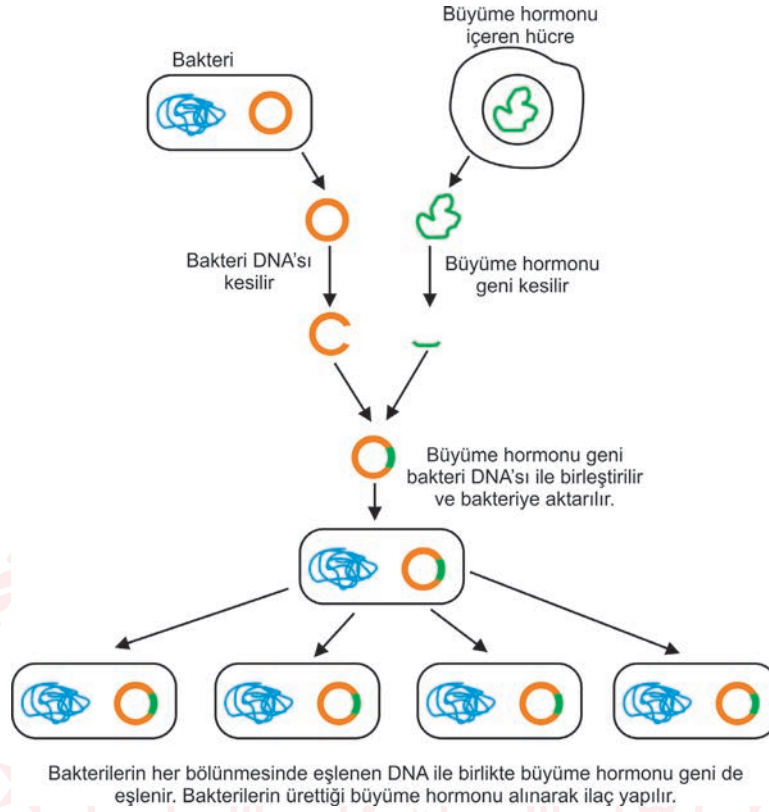 Büyüme hormonu
içeren hücre
Bakteri
Bakteri DNA'sı
kesilir
Büyüme hormonu
geni kesilir
Büyüme hormonu geni
bakteri DNA'sı ile birleştirilir
ve bakteriye aktarılır.
Bakterilerin her bölünmesinde eşlenen DNA ile birlikte büyüme hormonu geni de
eşlenir. Bakterilerin ürettiği büyüme hormonu alınarak ilaç yapılır.